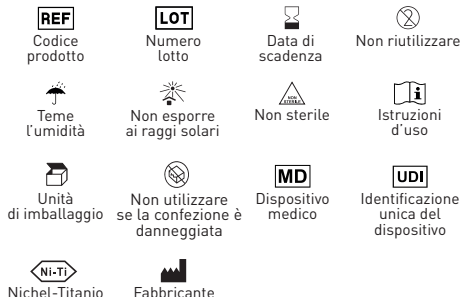 REF
LOT
Codice
prodotto
Numero
lotto
Data di
scadenza
2
Non riutilizzare
Teme
l'umidità
Non esporre
ai raggi solari
NON
STERILE
Non sterile
i
Istruzioni
d'uso
Unità
di imballaggio
Non utilizzare
se la confezione è
danneggiata
MD
Dispositivo
medico
UDI
Identificazione
unica del
dispositivo
Ni-Ti
Nichel-Titanio
Fabbricante